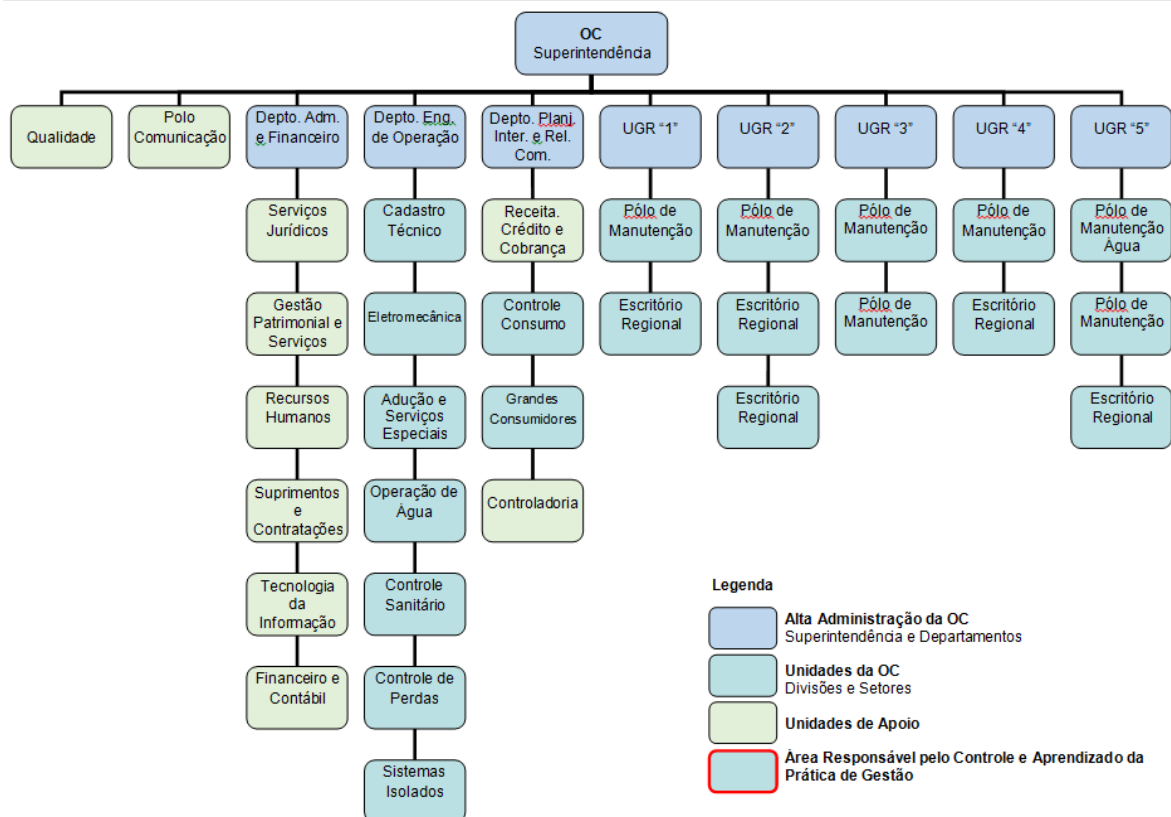 OC
Superintendência
Qualidade
Polo
Comunicação
Depto. Adm.
e Financeiro
Depto. Eng.
de Operação
Depto. Planj.
Inter. e Rel.
Com.
UGR “1”
UGR “2”
UGR “3”
UGR “4”
UGR “5”
Serviços
Jurídicos
Cadastro
Técnico
Receita.
Crédito e
Cobrança
Pólo de
Manutenção
Pólo de
Manutenção
Pólo de
Manutenção
Pólo de
Manutenção
Pólo de
Manutenção
Água
Gestão
Patrimonial e
Serviços
Eletromecânica
Controle
Consumo
Escritório
Regional
Escritório
Regional
Pólo de
Manutenção
Escritório
Regional
Pólo de
Manutenção
Recursos
Humanos
Adução e
Serviços
Especiais
Grandes
Consumidores
Escritório
Regional
Escritório
Regional
Suprimentos
e
Contratações
Operação de
Água
Controladoria
Tecnologia
da
Informação
Controle
Sanitário
Financeiro e
Contábil
Controle de
Perdas
Sistemas
Isolados
Legenda
Alta Administração da OC
Superintendência e Departamentos
Unidades da OC
Divisões e Setores
Unidades de Apoio
Área Responsável pelo Controle e Aprendizado da
Prática de Gestão